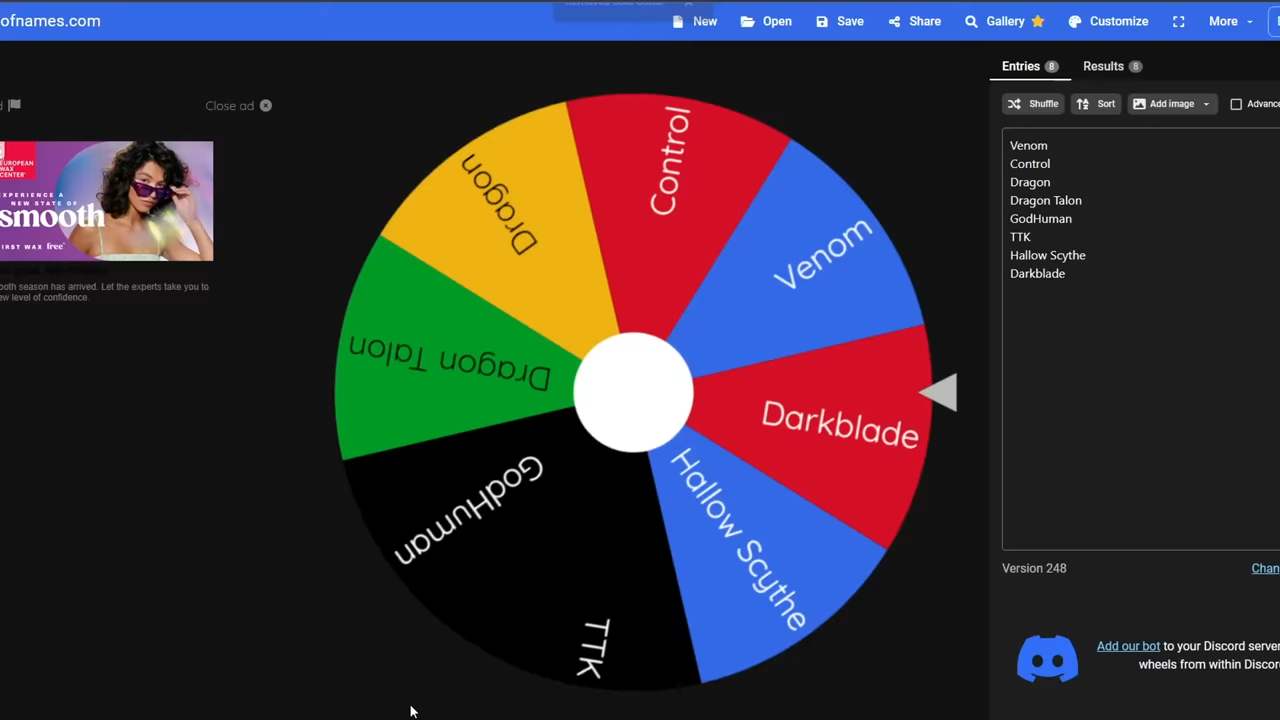 ofnames.com
New
Open
Save
Share
Gallery
Customize
More
Entries 8
Results 8
Close ad
Shuffle
Sort
Add image
Advance
EUROPEAN
WAX
CENTER
EXPERIENCE A
NEW STATE OF
smooth
FIRST WAX free
ooth season has arrived. Let the experts take you to
ew level of confidence.
Control
Dragon
Venom
Dragon Talon
Darkblade
GodHuman
Hallow Scythe
TTK
Venom
Control
Dragon
Dragon Talon
GodHuman
TTK
Hallow Scythe
Darkblade
Version 248
Chan
Add our bot to your Discord server
wheels from within Discor